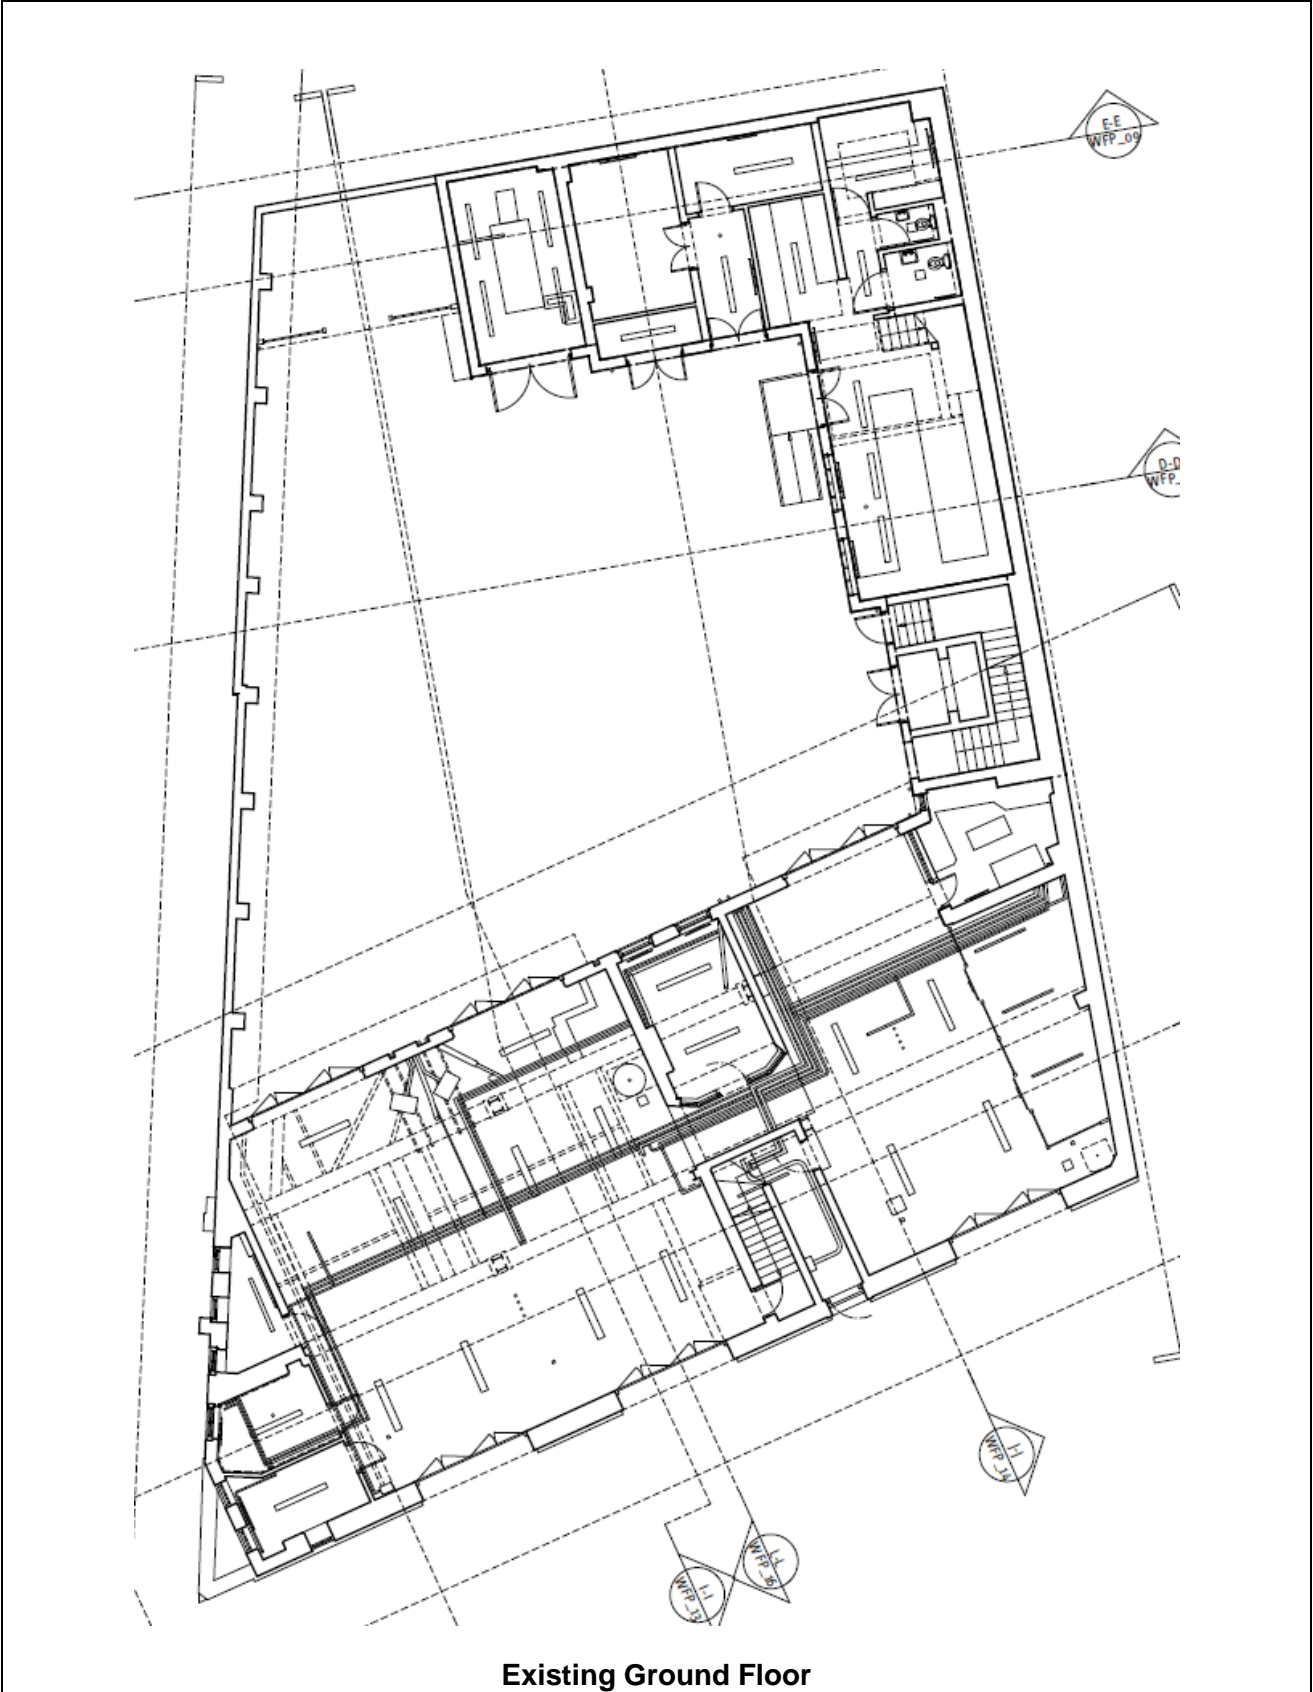 E-E
WFP_09
D-D
WFP_
H
WFP_14
WFP_16
I-I
WFP_13
Existing Ground Floor